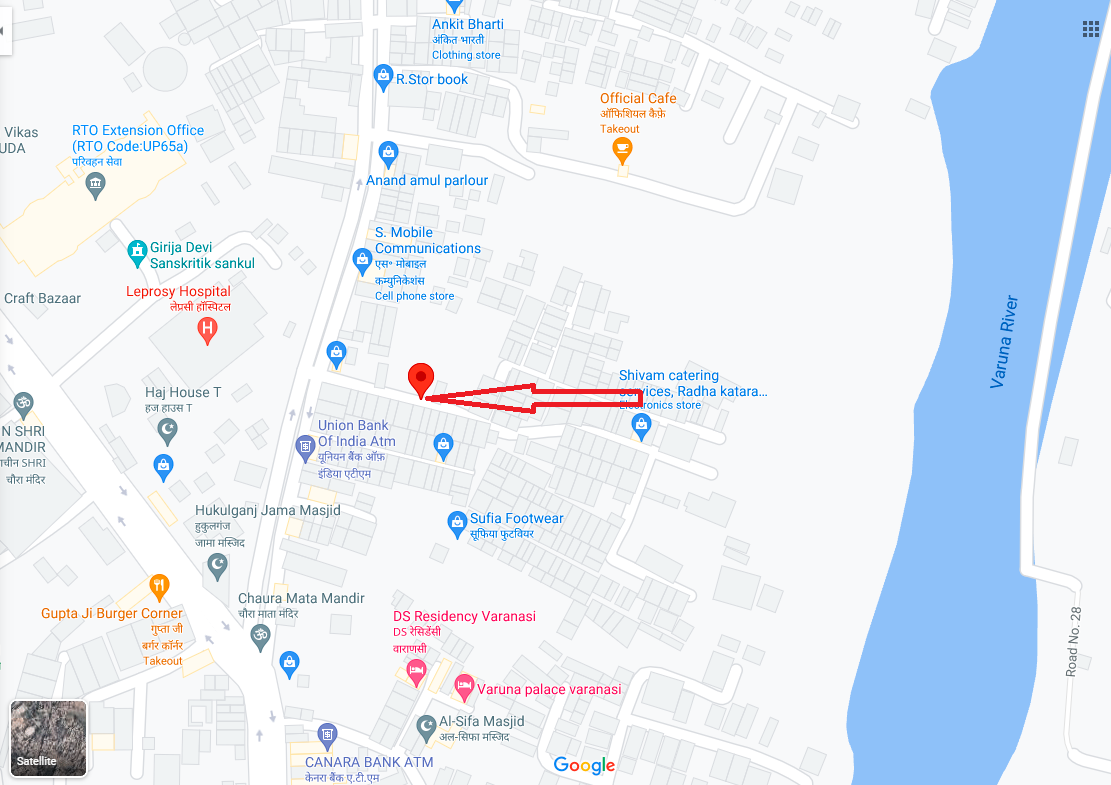 Ankit Bharti
अंकित भारती
Clothing store
R.Stor book
Official Cafe
ऑफिशियल कैफ़े
Takeout
Vikas
UDA
RTO Extension Office
(RTO Code:UP65a)
परिवहन सेवा
Anand amul parlour
S. Mobile
Communications
एस० मोबाइल
कम्युनिकेशंस
Cell phone store
Girija Devi
Sanskritik sankul
Leprosy Hospital
लेप्रसी हॉस्पिटल
Craft Bazaar
Varuna River
Shivam catering
services, Radha katara...
Electronics store
Haj House T
हज हाउस T
N SHRI
MANDIR
चीन SHRI
चौरा मंदिर
Union Bank
Of India Atm
यूनियन बैंक ऑफ़
इंडिया एटीएम
Hukulganj Jama Masjid
हुकुलगंज
जामा मस्जिद
Sufia Footwear
सूफिया फुटवियर
Chaura Mata Mandir
चौरा माता मंदिर
Gupta Ji Burger Corner
गुप्ता जी
बर्गर कॉर्नर
Takeout
DS Residency Varanasi
DS रेसिडेंसी
वाराणसी
Varuna palace varanasi
Al-Sifa Masjid
अल-सिफा मस्जिद
Road No. 28
CANARA BANK ATM
केनरा बैंक ए.टी.एम
Satellite
Google